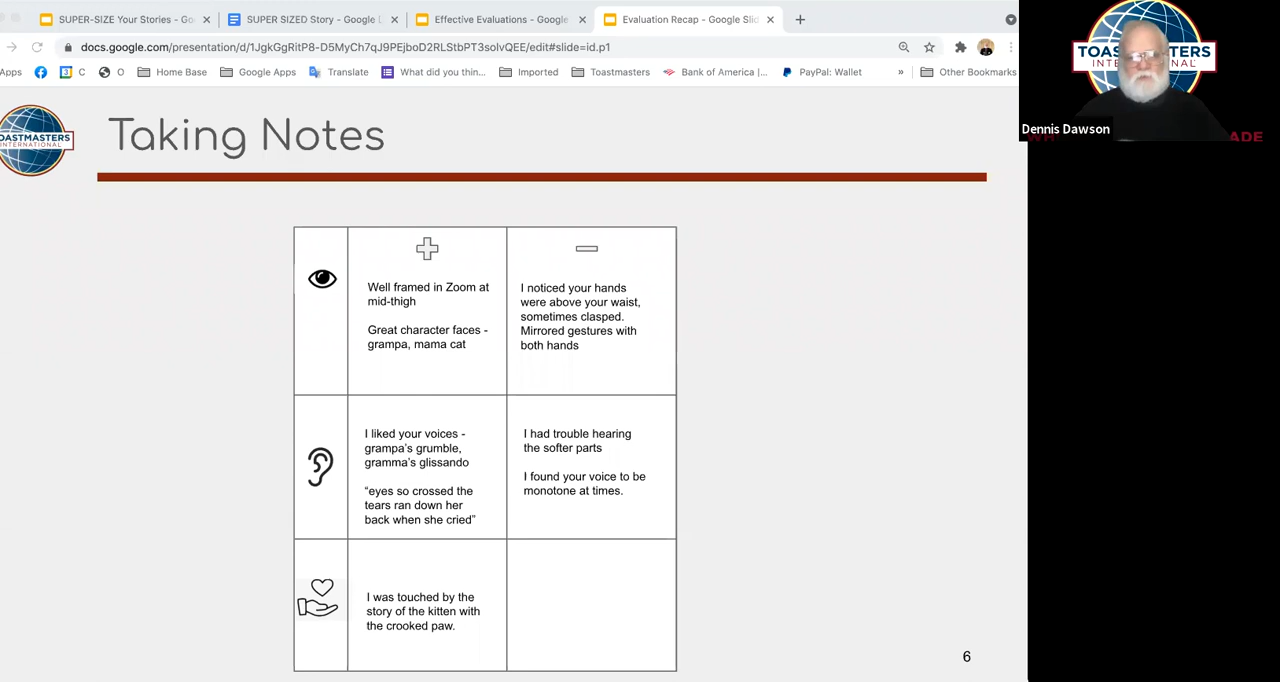 SUPER-SIZE Your Stories - Go
SUPER SIZED Story - Google D
Effective Evaluations - Google
Evaluation Recap - Google Slid
docs.google.com/presentation/d/1JgkGgRitP8-D5MyCh7qJ9PEjboD2RLStbPT3solvQEE/edit#slide=id.p1
Apps
C
O
Home Base
Google Apps
Translate
What did you thin...
Imported
Toastmasters
Bank of America |...
PayPal: Wallet
»
Other Bookmarks
TOASTMASTERS
INTERNATIONAL
Dennis Dawson
ADE
OASTMASTERS
INTERNATIONAL
Taking Notes
Well framed in Zoom at
mid-thigh
Great character faces -
grampa, mama cat
I noticed your hands
were above your waist,
sometimes clasped.
Mirrored gestures with
both hands
I liked your voices -
grampa's grumble,
gramma's glissando
“eyes so crossed the
tears ran down her
back when she cried”
I had trouble hearing
the softer parts
I found your voice to be
monotone at times.
I was touched by the
story of the kitten with
the crooked paw.
6